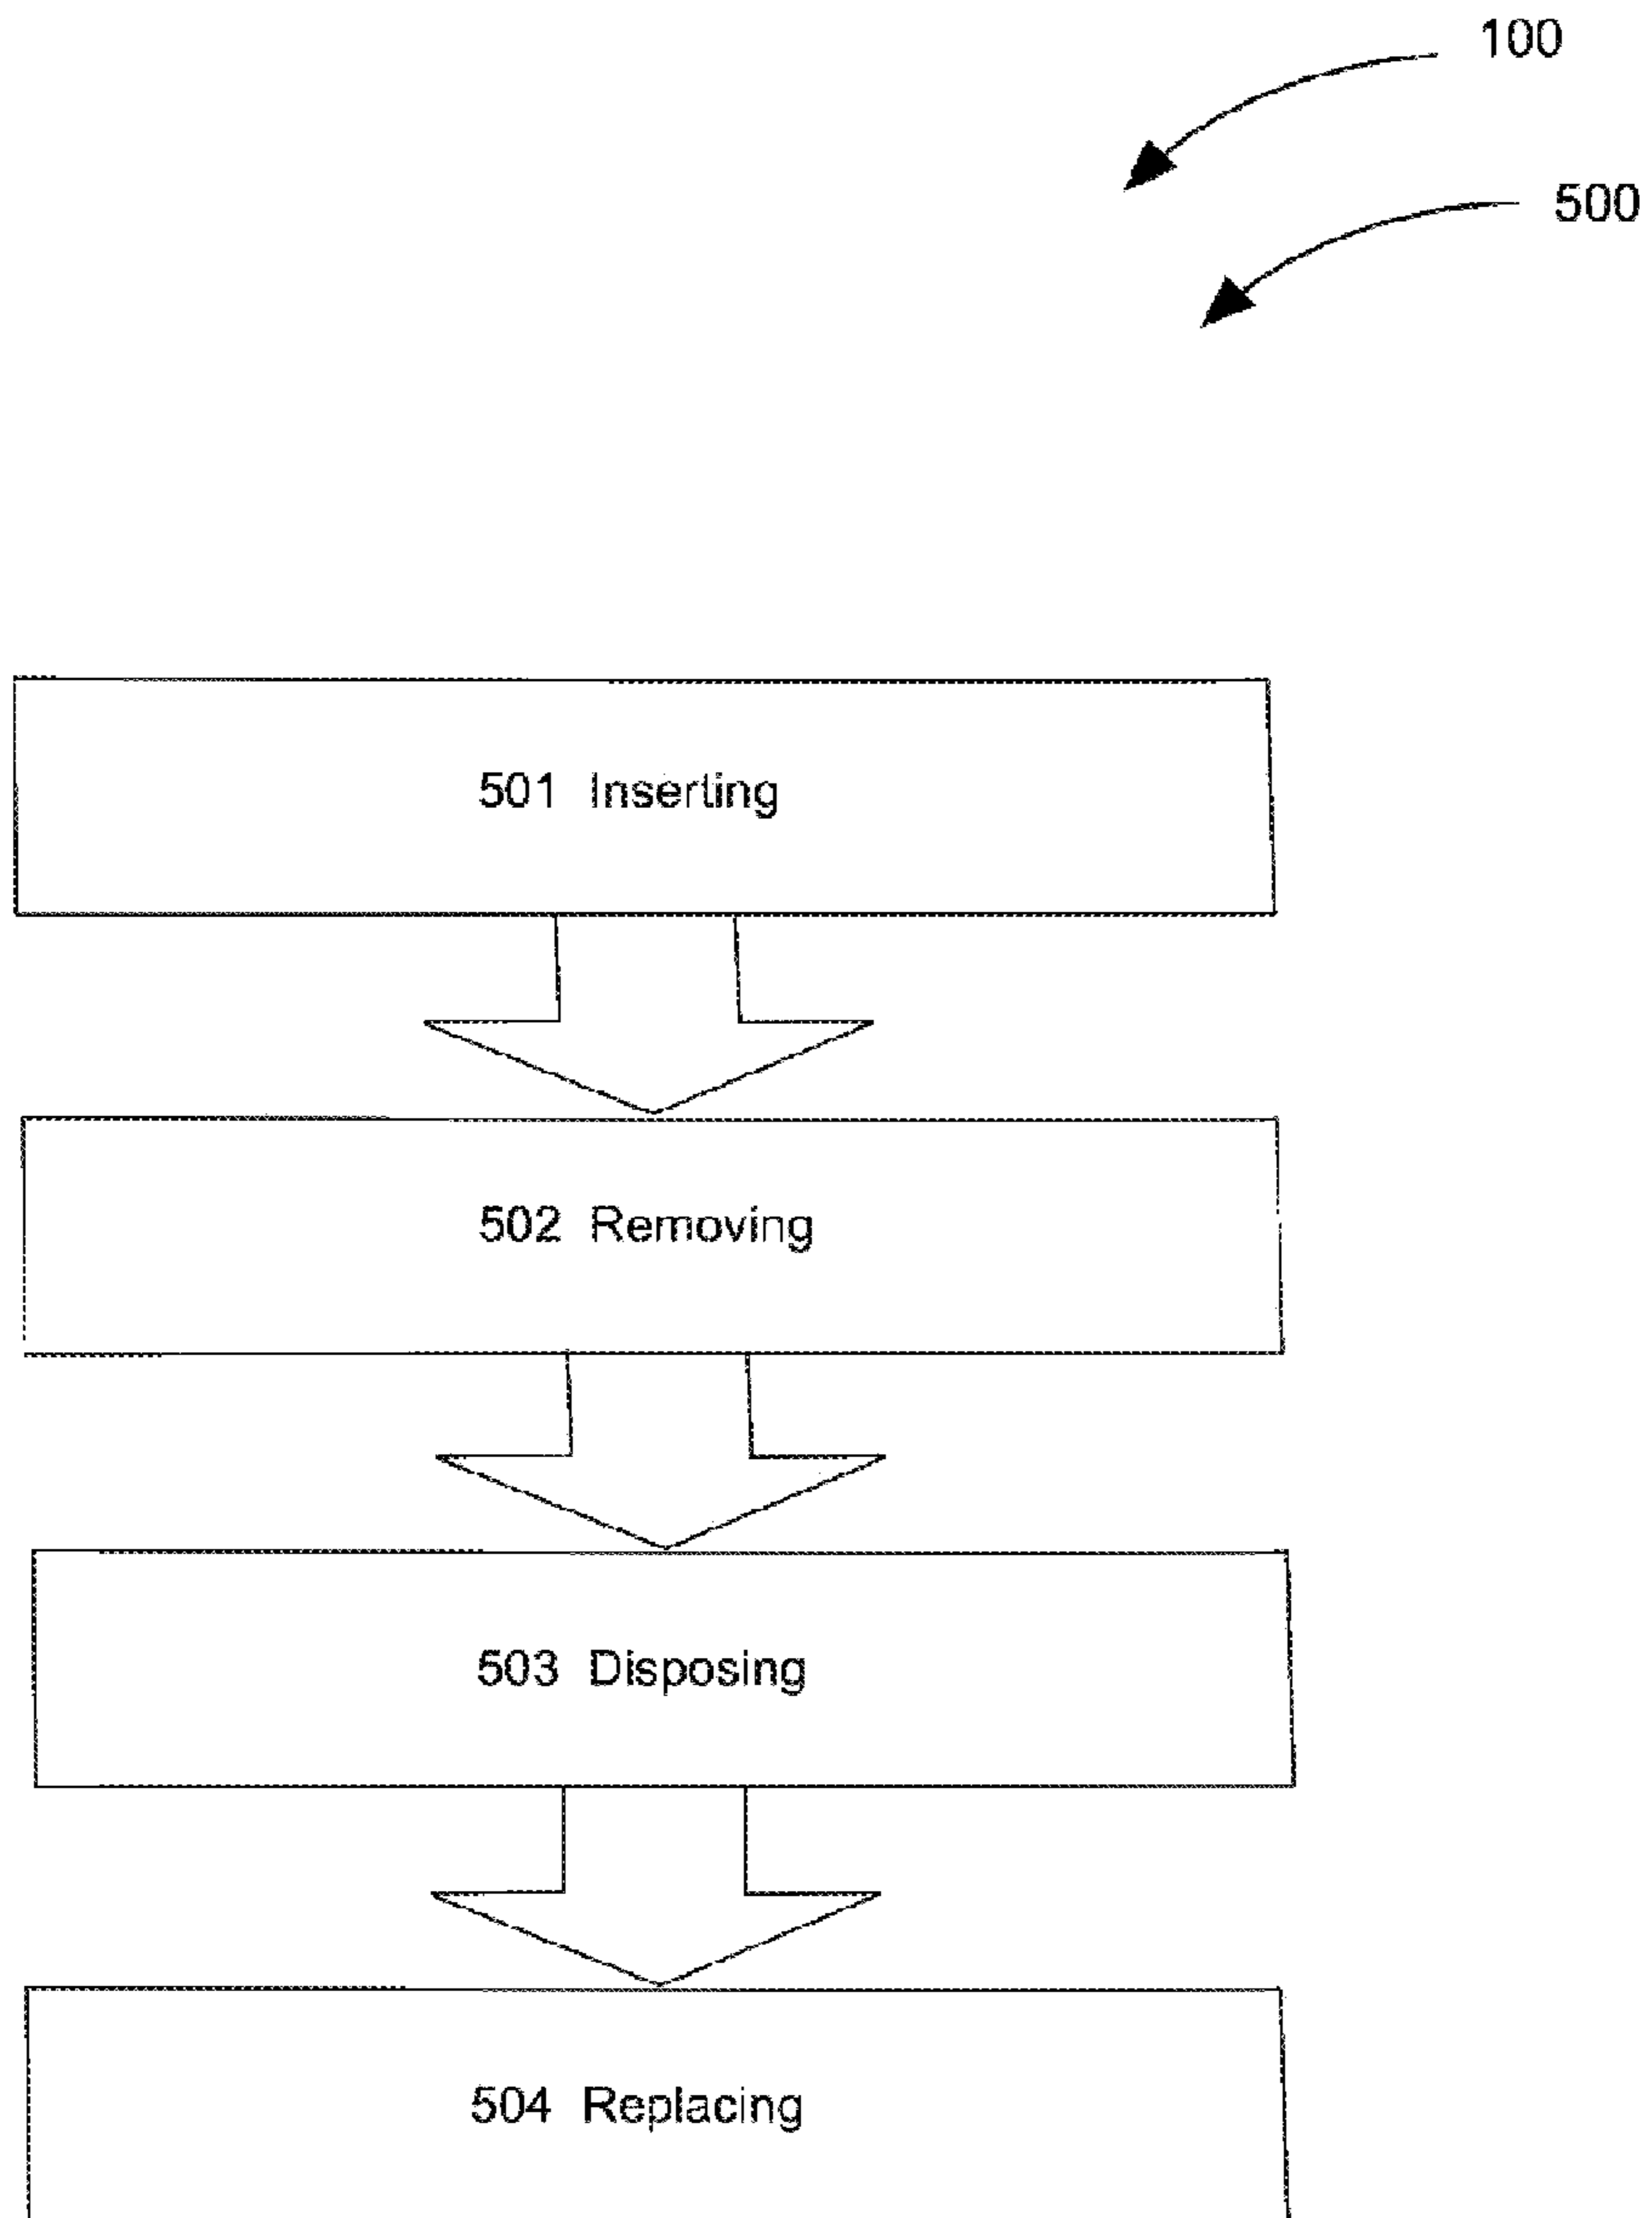 100
500
501 Inserting
502 Removing
503 Disposing
504 Replacing